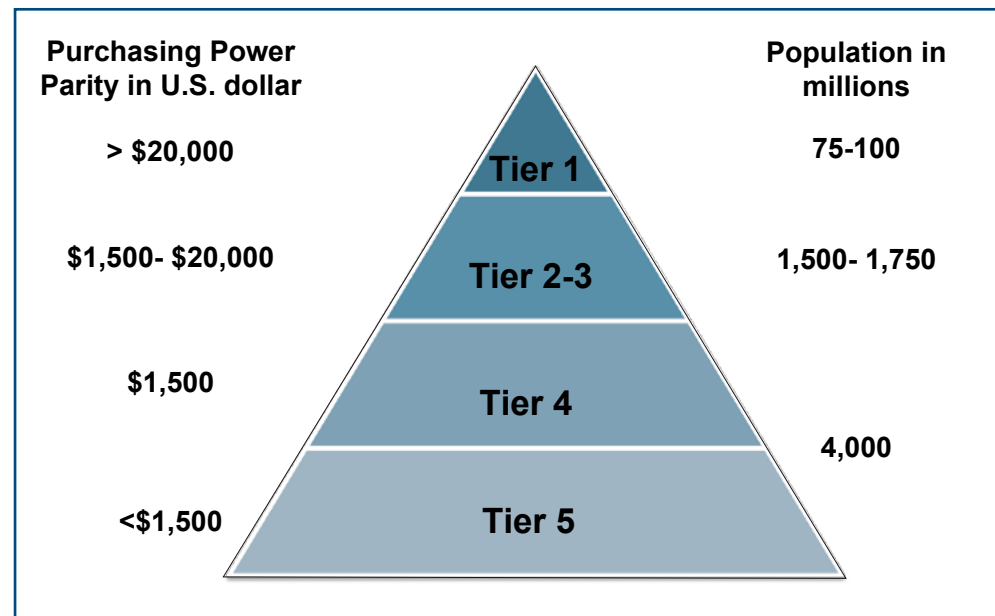 Purchasing Power
Parity in U.S. dollar
Population in
millions
> $20,000
Tier 1
75-100
$1,500- $20,000
Tier 2-3
1,500- 1,750
$1,500
Tier 4
4,000
<$1,500
Tier 5